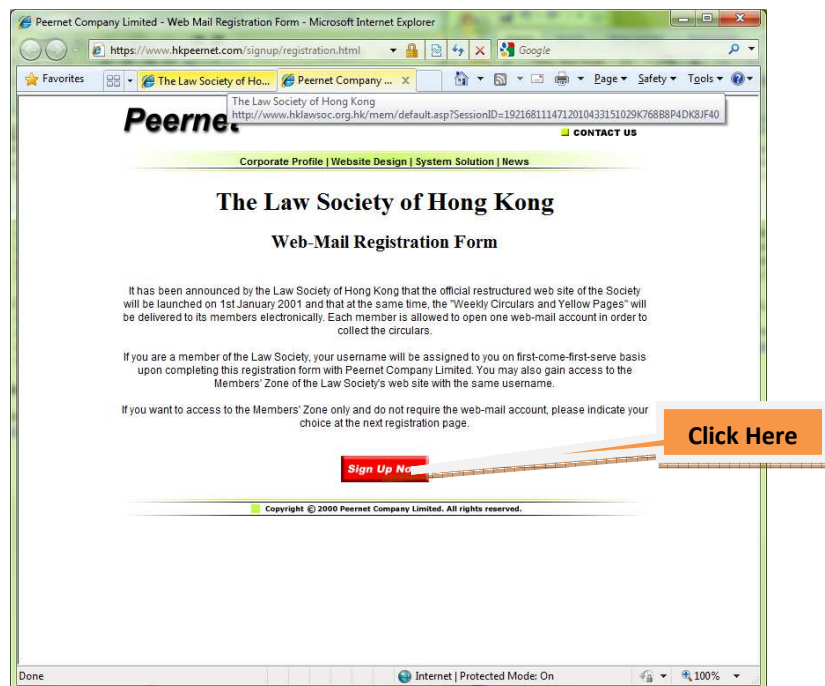 Peernet Company Limited - Web Mail Registration Form - Microsoft Internet Explorer
https://www.hkpeernet.com/signup/registration.html
Google
Favorites
The Law Society of Ho...
Peernet Company ...
Page
Safety
Tools
The Law Society of Hong Kong
http://www.hklawsoc.org.hk/mem/default.asp?SessionID=192168111471201043315102​9K768B8P4DK8JF40
Peernet
CONTACT US
Corporate Profile | Website Design | System Solution | News
The Law Society of Hong Kong
Web-Mail Registration Form
It has been announced by the Law Society of Hong Kong that the official restructured web site of the Society
will be launched on 1st January 2001 and that at the same time, the "Weekly Circulars and Yellow Pages" will
be delivered to its members electronically. Each member is allowed to open one web-mail account in order to
collect the circulars.
If you are a member of the Law Society, your username will be assigned to you on first-come-first-serve basis
upon completing this registration form with Peernet Company Limited. You may also gain access to the
Members' Zone of the Law Society's web site with the same username.
If you want to access to the Members' Zone only and do not require the web-mail account, please indicate your
choice at the next registration page.
Click Here
Sign Up No
Copyright © 2000 Peernet Company Limited. All rights reserved.
Done
Internet | Protected Mode: On
100%